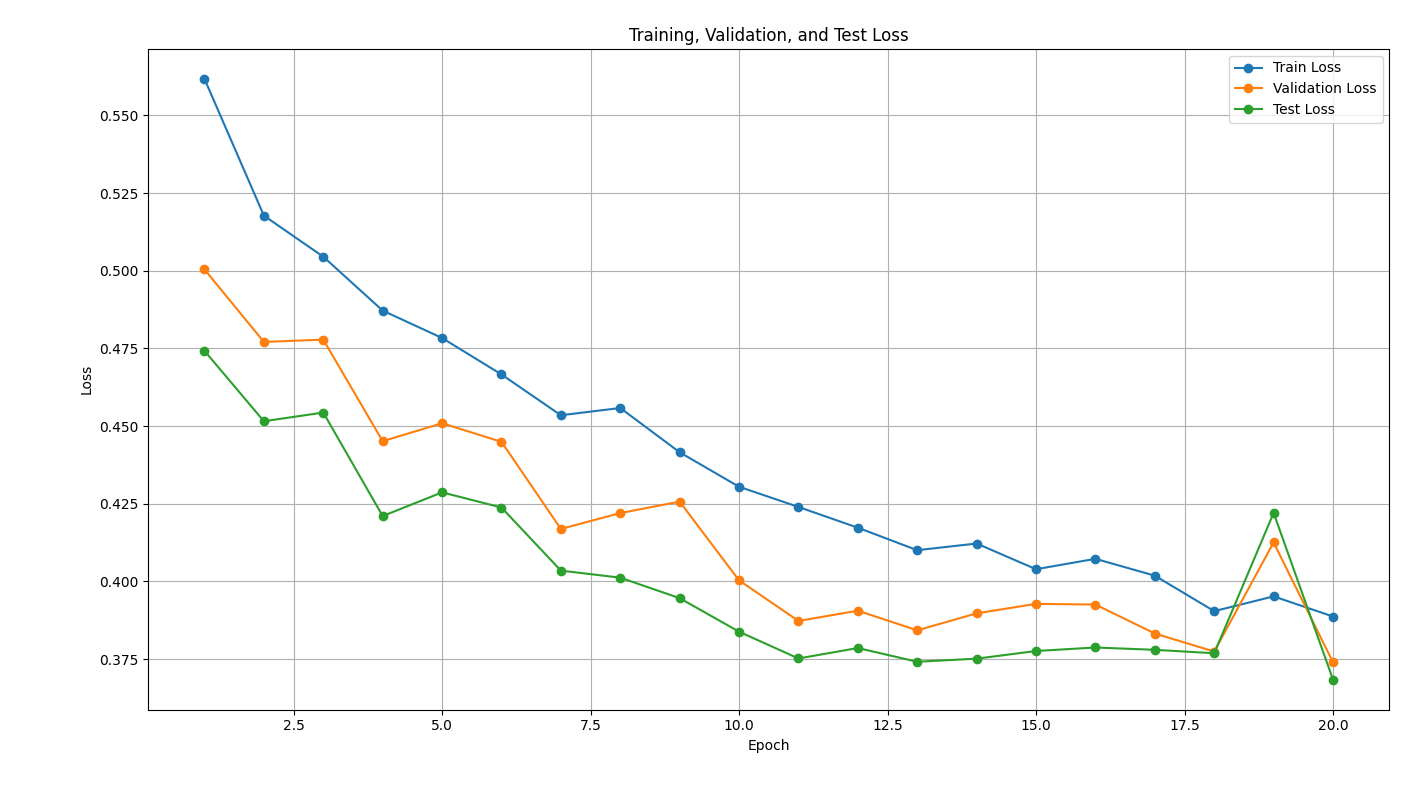 Training, Validation, and Test Loss
Train Loss
Validation Loss
Test Loss
0.550
0.525
0.500
0.475
0.450
0.425
0.400
0.375
Loss
2.5 5.0 7.5 10.0 12.5 15.0 17.5 20.0
Epoch